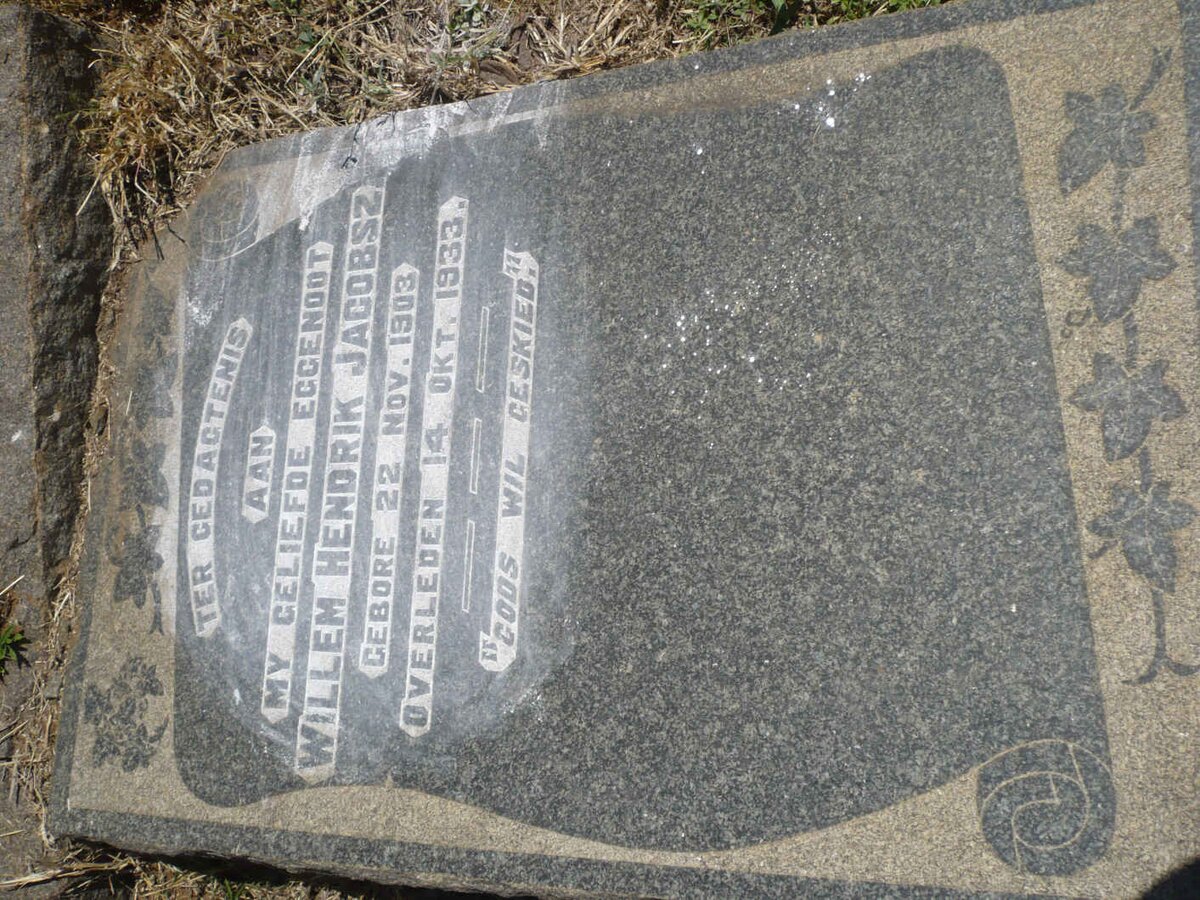 TER GEDAGTENIS
AAN
MY GELIEFDE EGGENOOT
WILLEM HENDRIK JACOBSZ
GEBORE 22 NOV. 1903
OVERLEDEN 14 OKT. 1933.
"GODS WIL GESKIED."